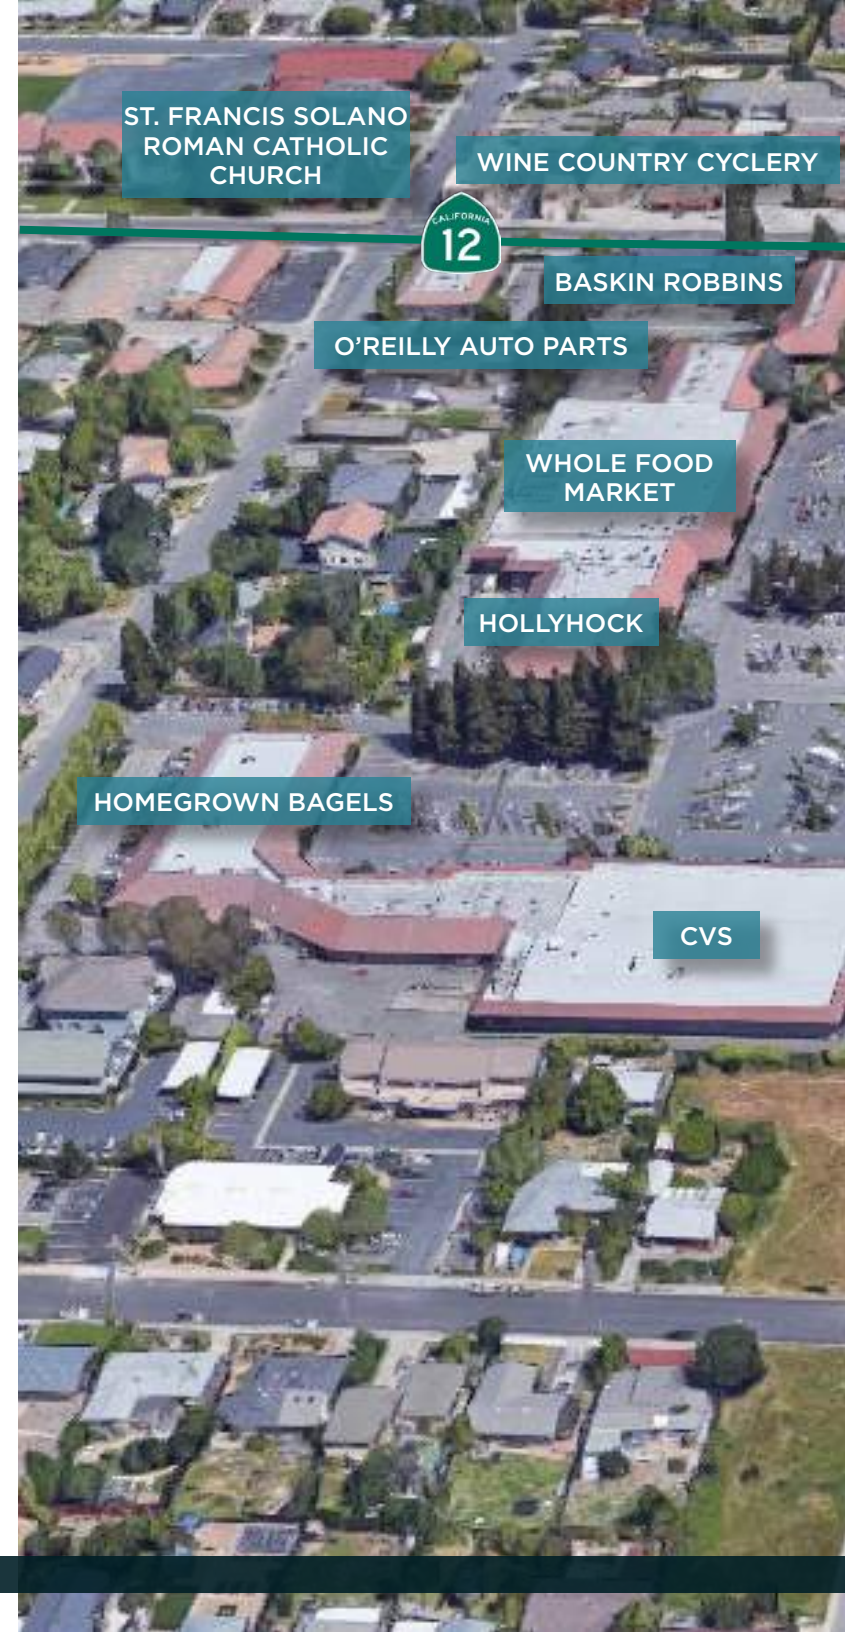 ST. FRANCIS SOLANO
ROMAN CATHOLIC
CHURCH
WINE COUNTRY CYCLERY
CALIFORNIA
12
BASKIN ROBBINS
O'REILLY AUTO PARTS
WHOLE FOOD
MARKET
HOLLYHOCK
HOMEGROWN BAGELS
CVS